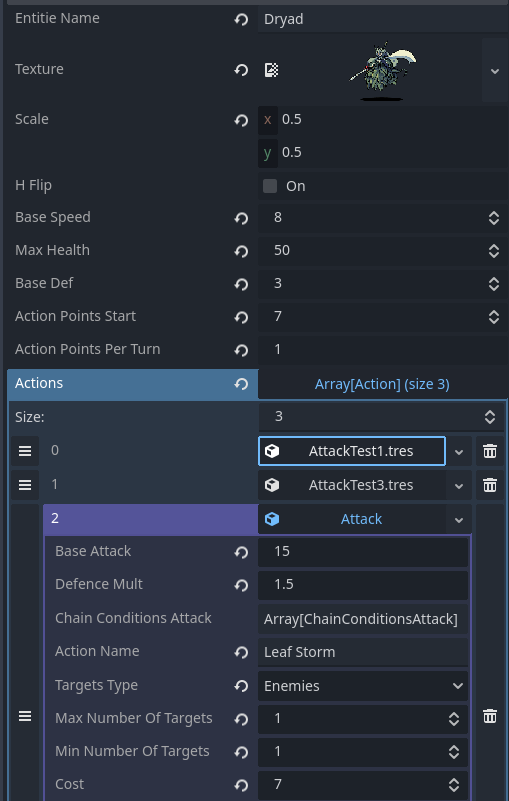 Entitie Name Dryad
Texture
Scale x 0.5
y 0.5
H Flip On
Base Speed 8
Max Health 50
Base Def 3
Action Points Start 7
Action Points Per Turn 1
Actions Array[Action] (size 3)
Size: 3
0 AttackTest1.tres
1 AttackTest3.tres
2 Attack
Base Attack 15
Defence Mult 1.5
Chain Conditions Attack Array[ChainConditionsAttack]
Action Name Leaf Storm
Targets Type Enemies
Max Number Of Targets 1
Min Number Of Targets 1
Cost 7